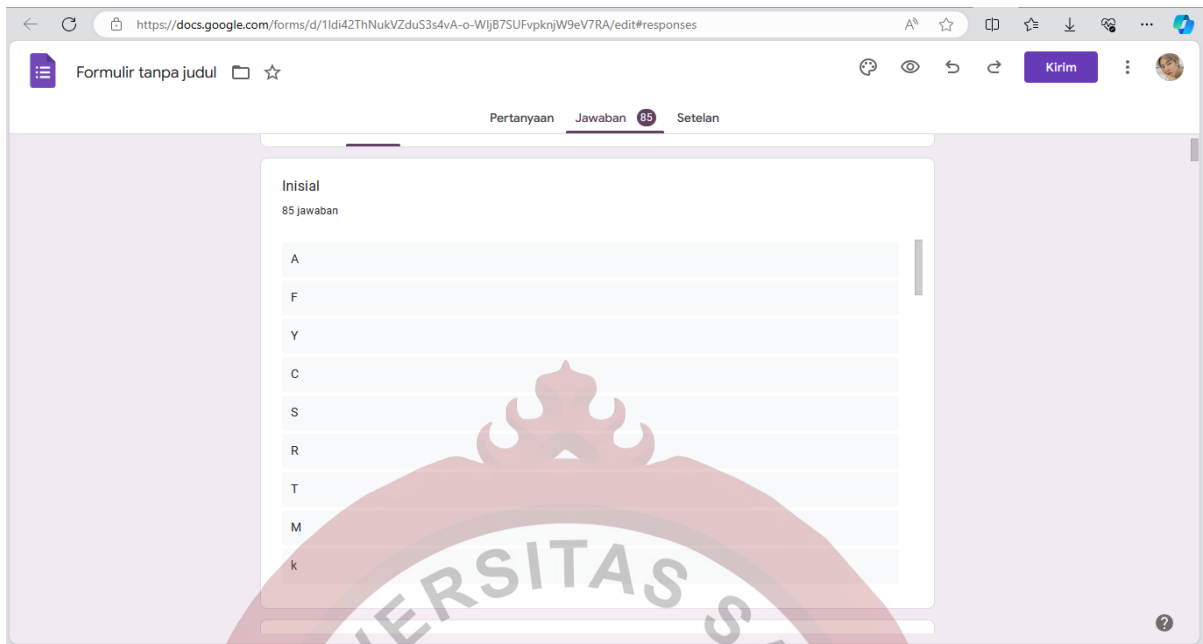 https://docs.google.com/forms/d/1ldi42ThNukVZduS3s4vA-o-WIjB7SUFvpknjW9eV7RA/edit#responses
Formulir tanpa judul
Kirim
Pertanyaan Jawaban 85 Setelan
Inisial
85 jawaban
A
F
Y
C
S
R
T
M
k